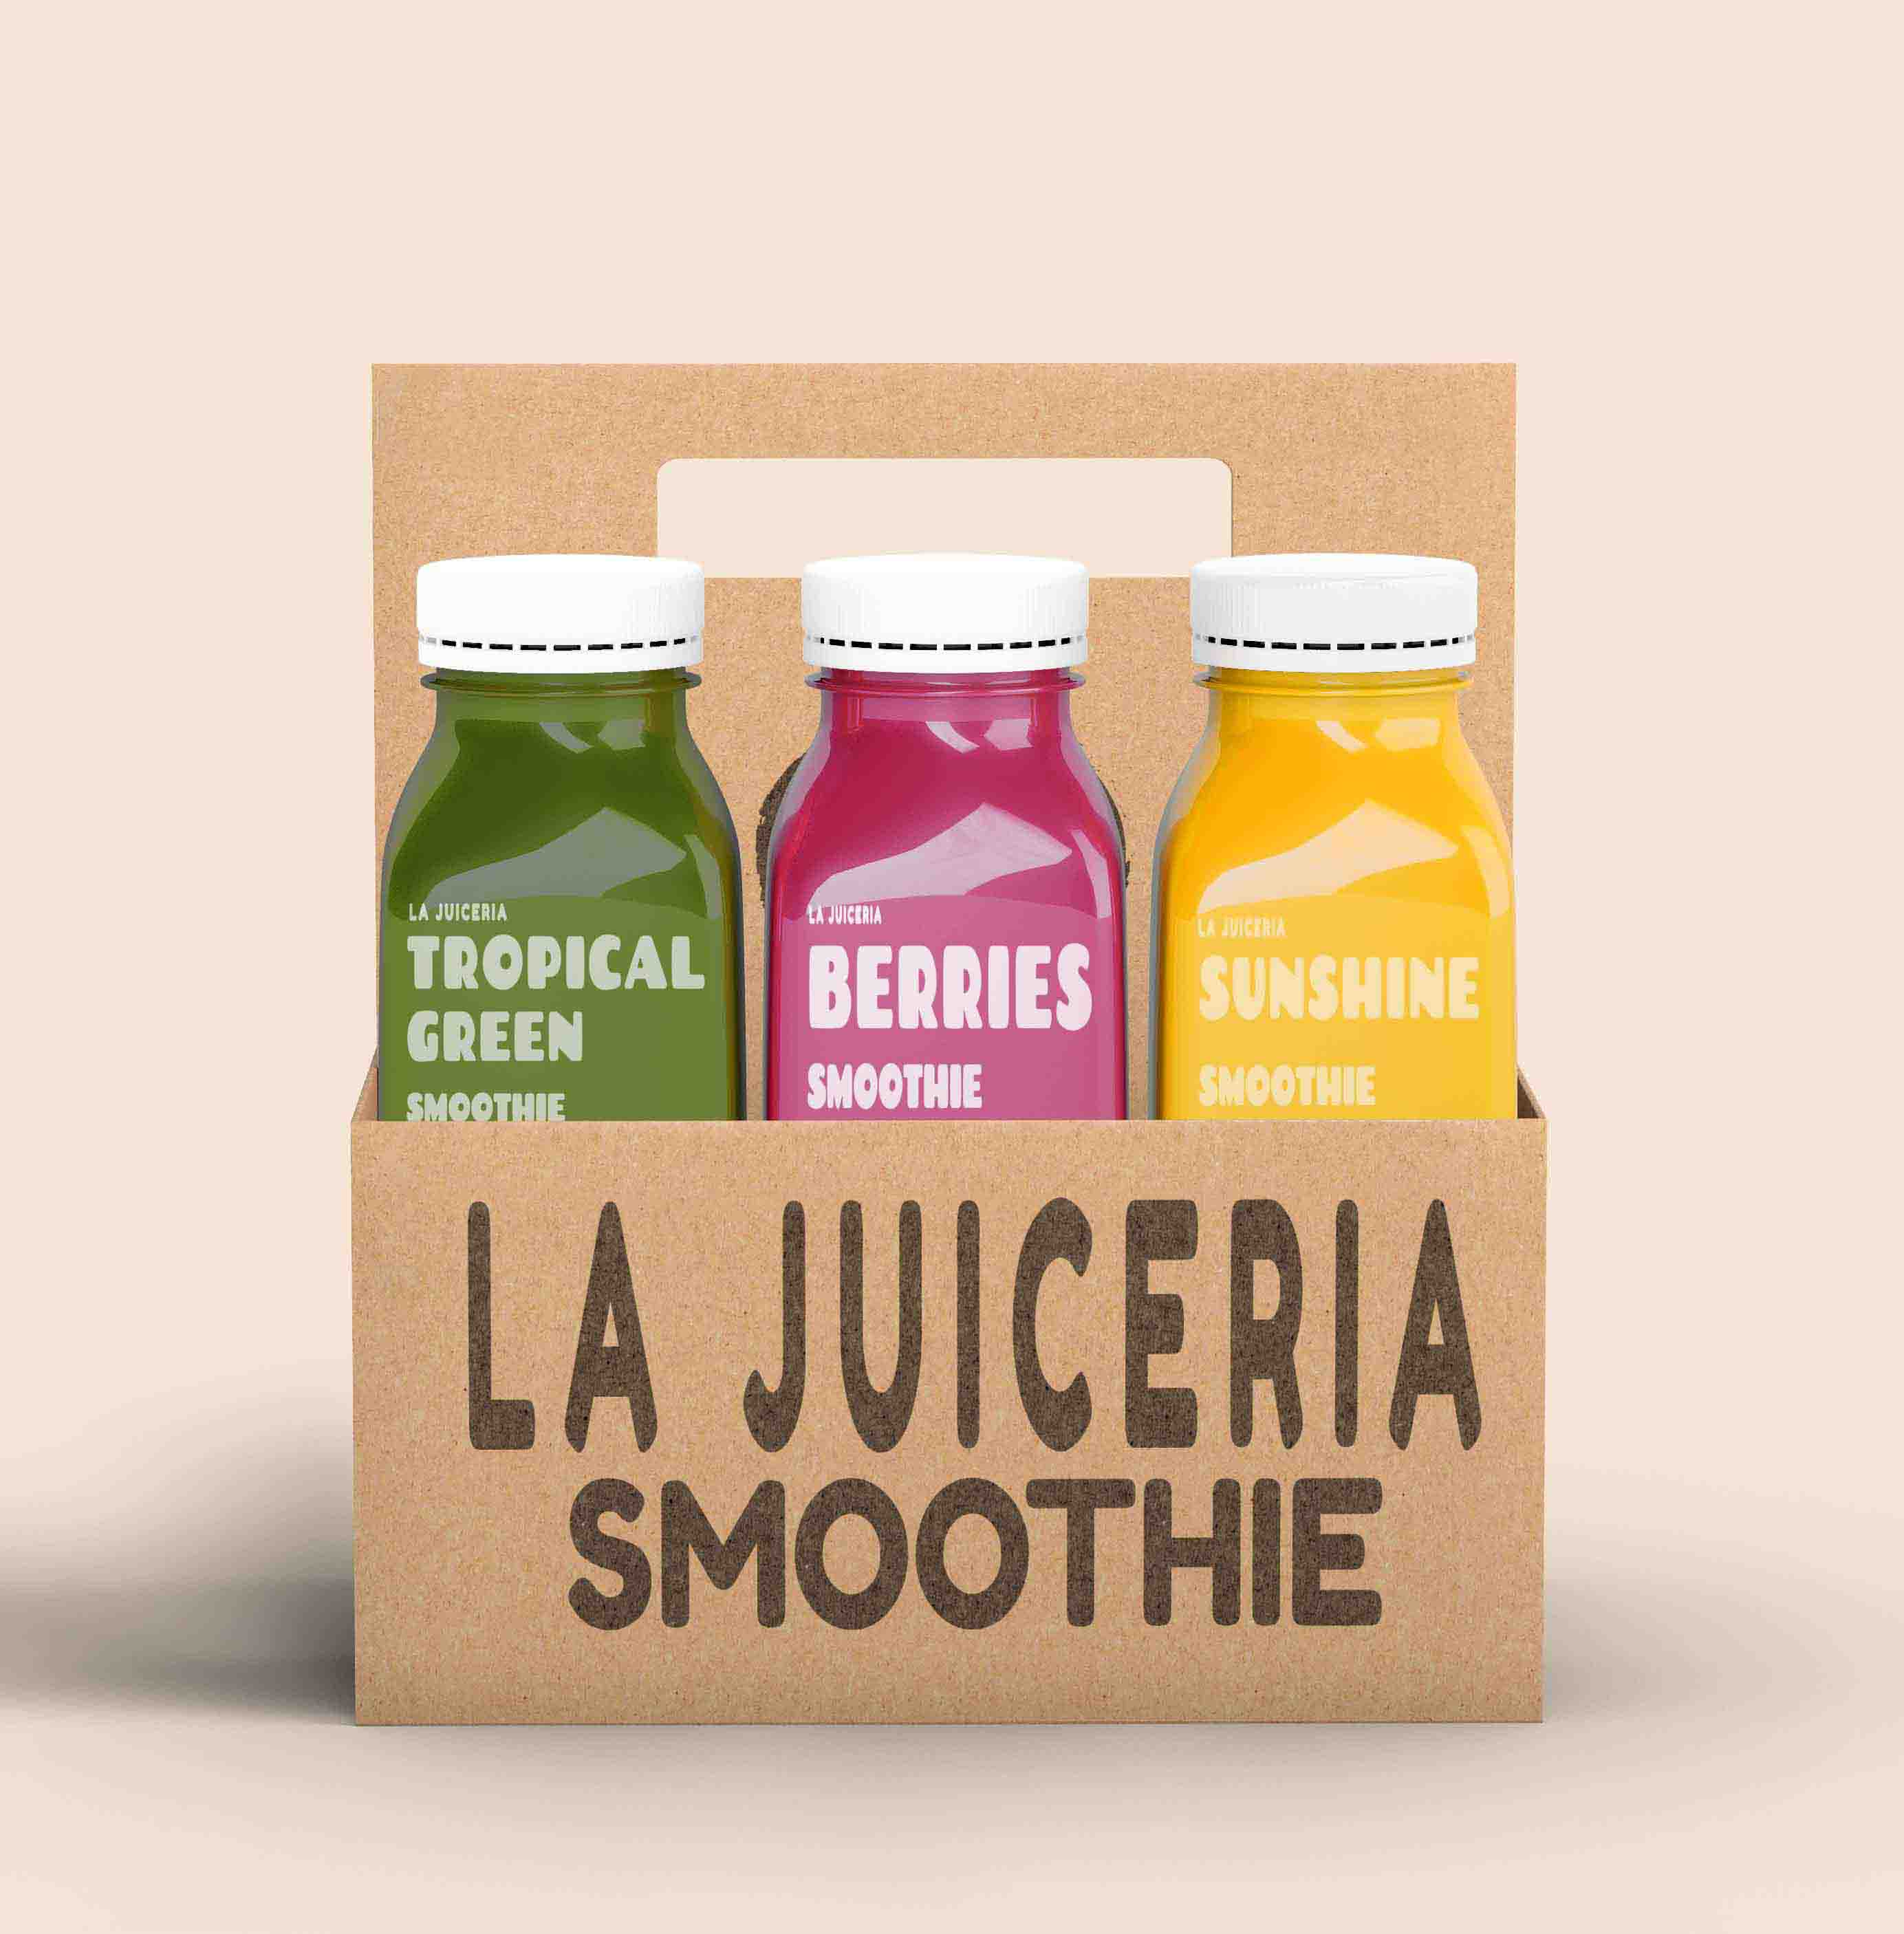 LA JUICERIA
TROPICAL
GREEN
SMOOTHIE
LA JUICERIA
BERRIES
SMOOTHIE
LA JUICERIA
SUNSHINE
SMOOTHIE
LA JUICERIA
SMOOTHIE